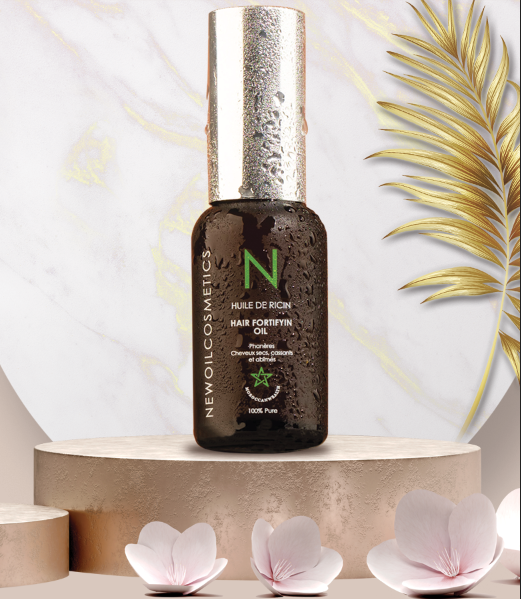 N
HUILE DE RICIN
HAIR FORTIFYIN
OIL
Phanères
Cheveux secs, cassants
et abîmés
100% Pure
NEWOILCOSMETICS